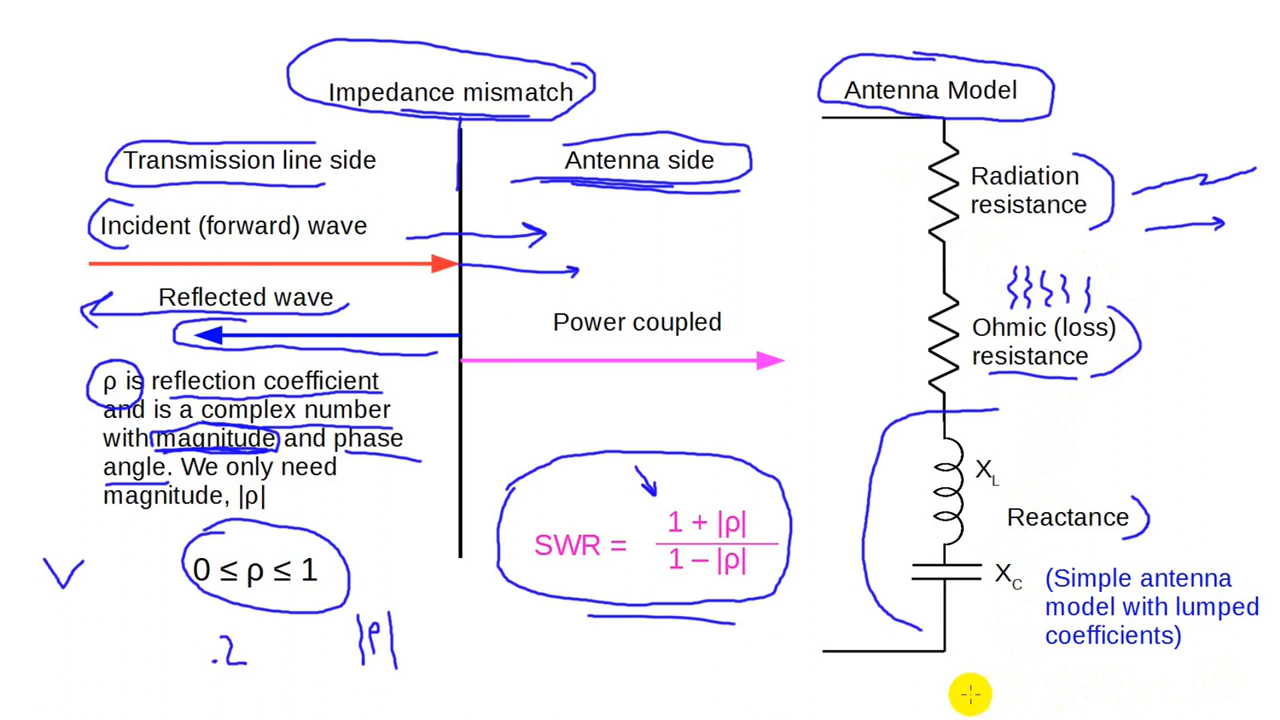 Impedance mismatch
Transmission line side
Antenna side
Incident (forward) wave
Reflected wave
Power coupled
ρ is reflection coefficient
and is a complex number
with magnitude and phase
angle. We only need
magnitude, |ρ|
0 ≤ ρ ≤ 1
V
.2
|ρ|
SWR = 1 + |ρ|
1 – |ρ|
Antenna Model
Radiation
resistance
Ohmic (loss)
resistance
XL
Reactance
XC
(Simple antenna
model with lumped
coefficients)